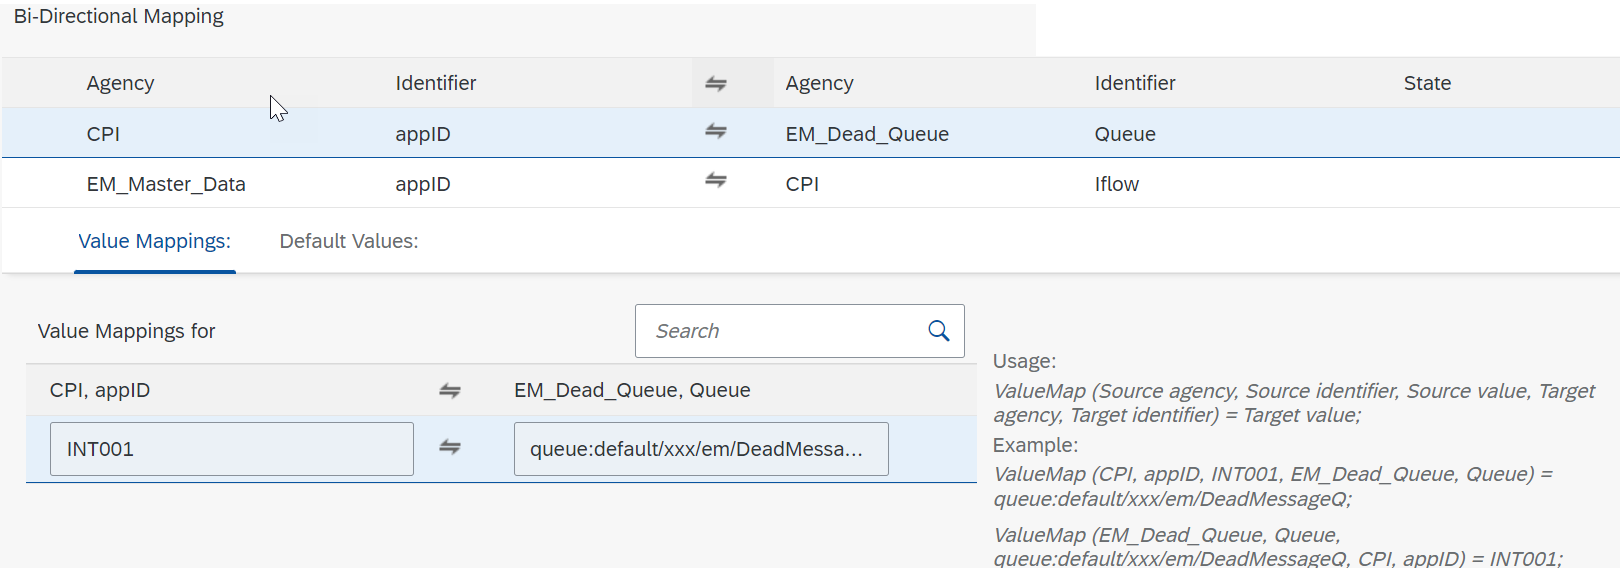 Bi-Directional Mapping
Agency Identifier Agency Identifier State
CPI appID EM_Dead_Queue Queue
EM_Master_Data appID CPI Iflow
Value Mappings: Default Values:
Value Mappings for Search
CPI, appID EM_Dead_Queue, Queue
INT001 queue:default/xxx/em/DeadMessa...
Usage:
ValueMap (Source agency, Source identifier, Source value, Target
agency, Target identifier) = Target value;
Example:
ValueMap (CPI, appID, INT001, EM_Dead_Queue, Queue) =
queue:default/xxx/em/DeadMessageQ;
ValueMap (EM_Dead_Queue, Queue,
queue:default/xxx/em/DeadMessageQ, CPI, appID) = INT001;